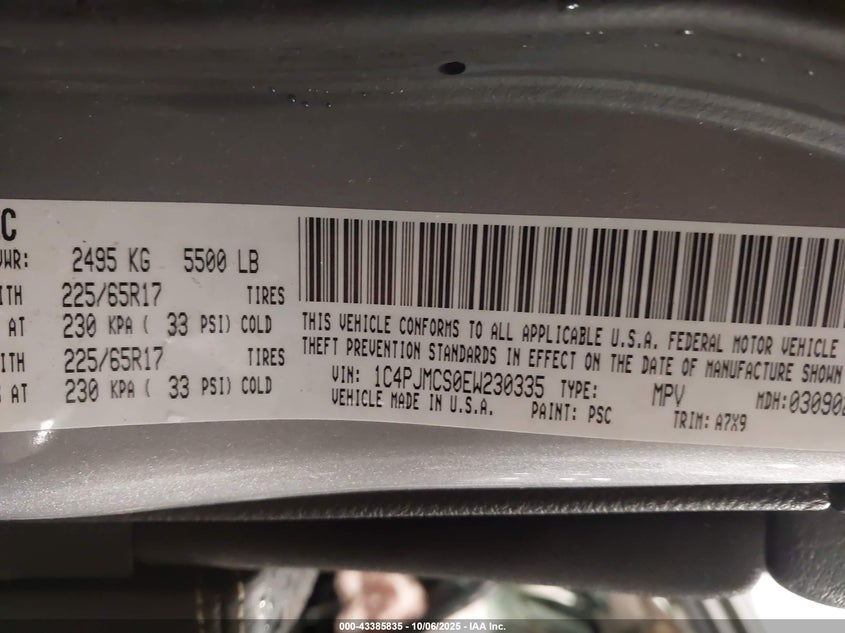 C
VWR: 2495 KG 5500 LB
ITH 225/65R17 TIRES
AT 230 KPA ( 33 PSI) COLD
ITH 225/65R17 TIRES
AT 230 KPA ( 33 PSI) COLD
THIS VEHICLE CONFORMS TO ALL APPLICABLE U.S.A. FEDERAL MOTOR VEHICLE
THEFT PREVENTION STANDARDS IN EFFECT ON THE DATE OF MANUFACTURE SHOWN
VIN: 1C4PJMCS0EW230335 TYPE: MPV MDH:03090
VEHICLE MADE IN U.S.A. PAINT: PSC TRIM: A7X9
000-43385835 - 10/06/2025 - IAA Inc.